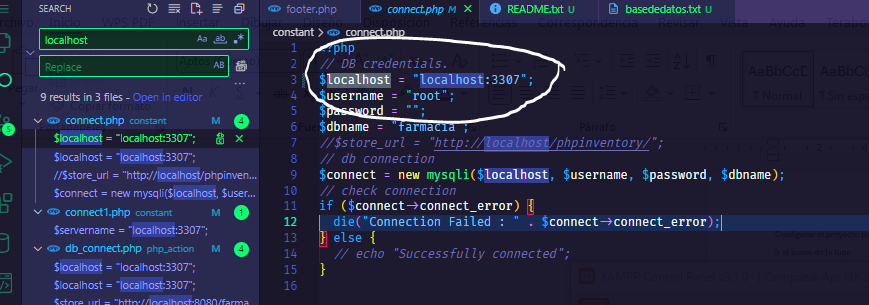 SEARCH
localhost
Aa ab .*
Replace
AB
9 results in 3 files - Open in editor
connect.php constant M 4
$localhost = "localhost:3307";
$localhost = "localhost:3307";
//$store_url = "http://localhost/phpinven...
$connect = new mysqli($localhost, $user...
connect1.php constant M 1
$servername = "localhost:3307";
db_connect.php php_action M 4
$localhost = "localhost:3307";
$localhost = "localhost:3307";
$store_url = "http://localhost:8080/farma...
5
footer.php
connect.php M
README.txt U
basededatos.txt U
constant > connect.php
1 <?php
2 // DB credentials.
3 $localhost = "localhost:3307";
4 $username = "root";
5 $password = "";
6 $dbname = "farmacia";
7 //$store_url = "http://localhost/phpinventory/";
8 // db connection
9 $connect = new mysqli($localhost, $username, $password, $dbname);
10 // check connection
11 if ($connect->connect_error) {
12 die("Connection Failed : " . $connect->connect_error);
13 } else {
14 // echo "Successfully connected";
15 }
16